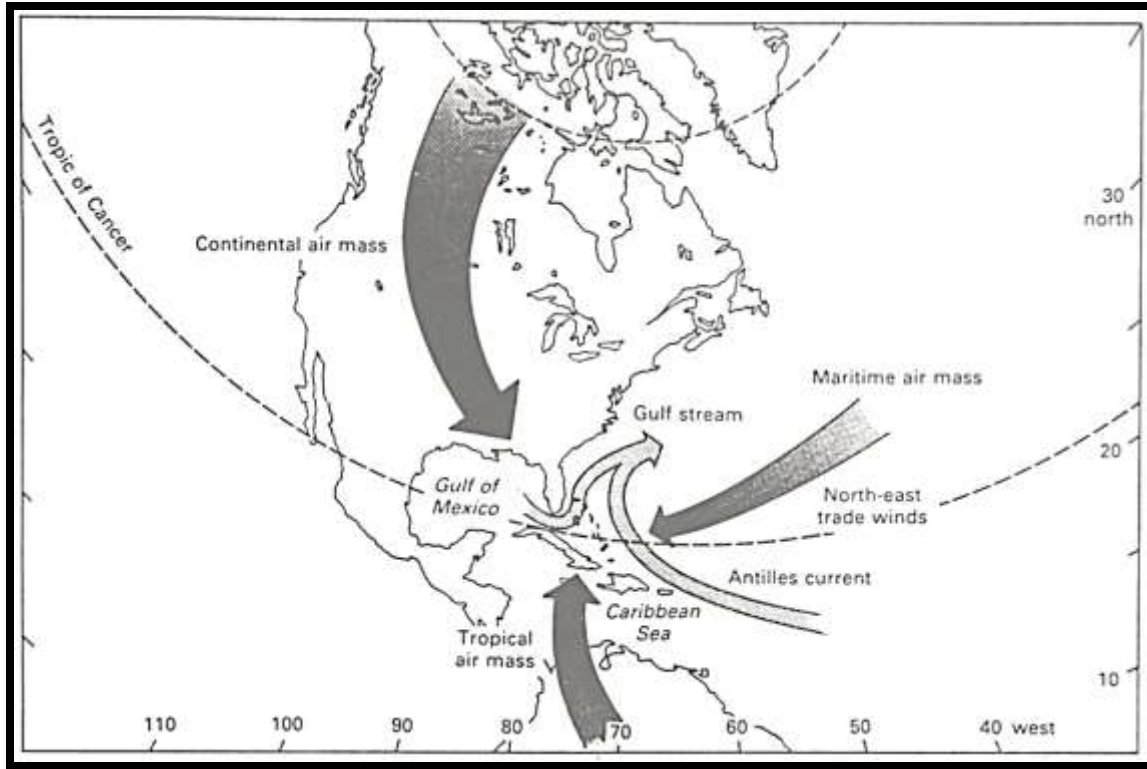 Tropic of Cancer
Continental air mass
30
north
Maritime air mass
Gulf stream
20
Gulf of
Mexico
North-east
trade winds
Antilles current
Caribbean
Sea
Tropical
air mass
10
110
100
90
80
70
60
50
40 west